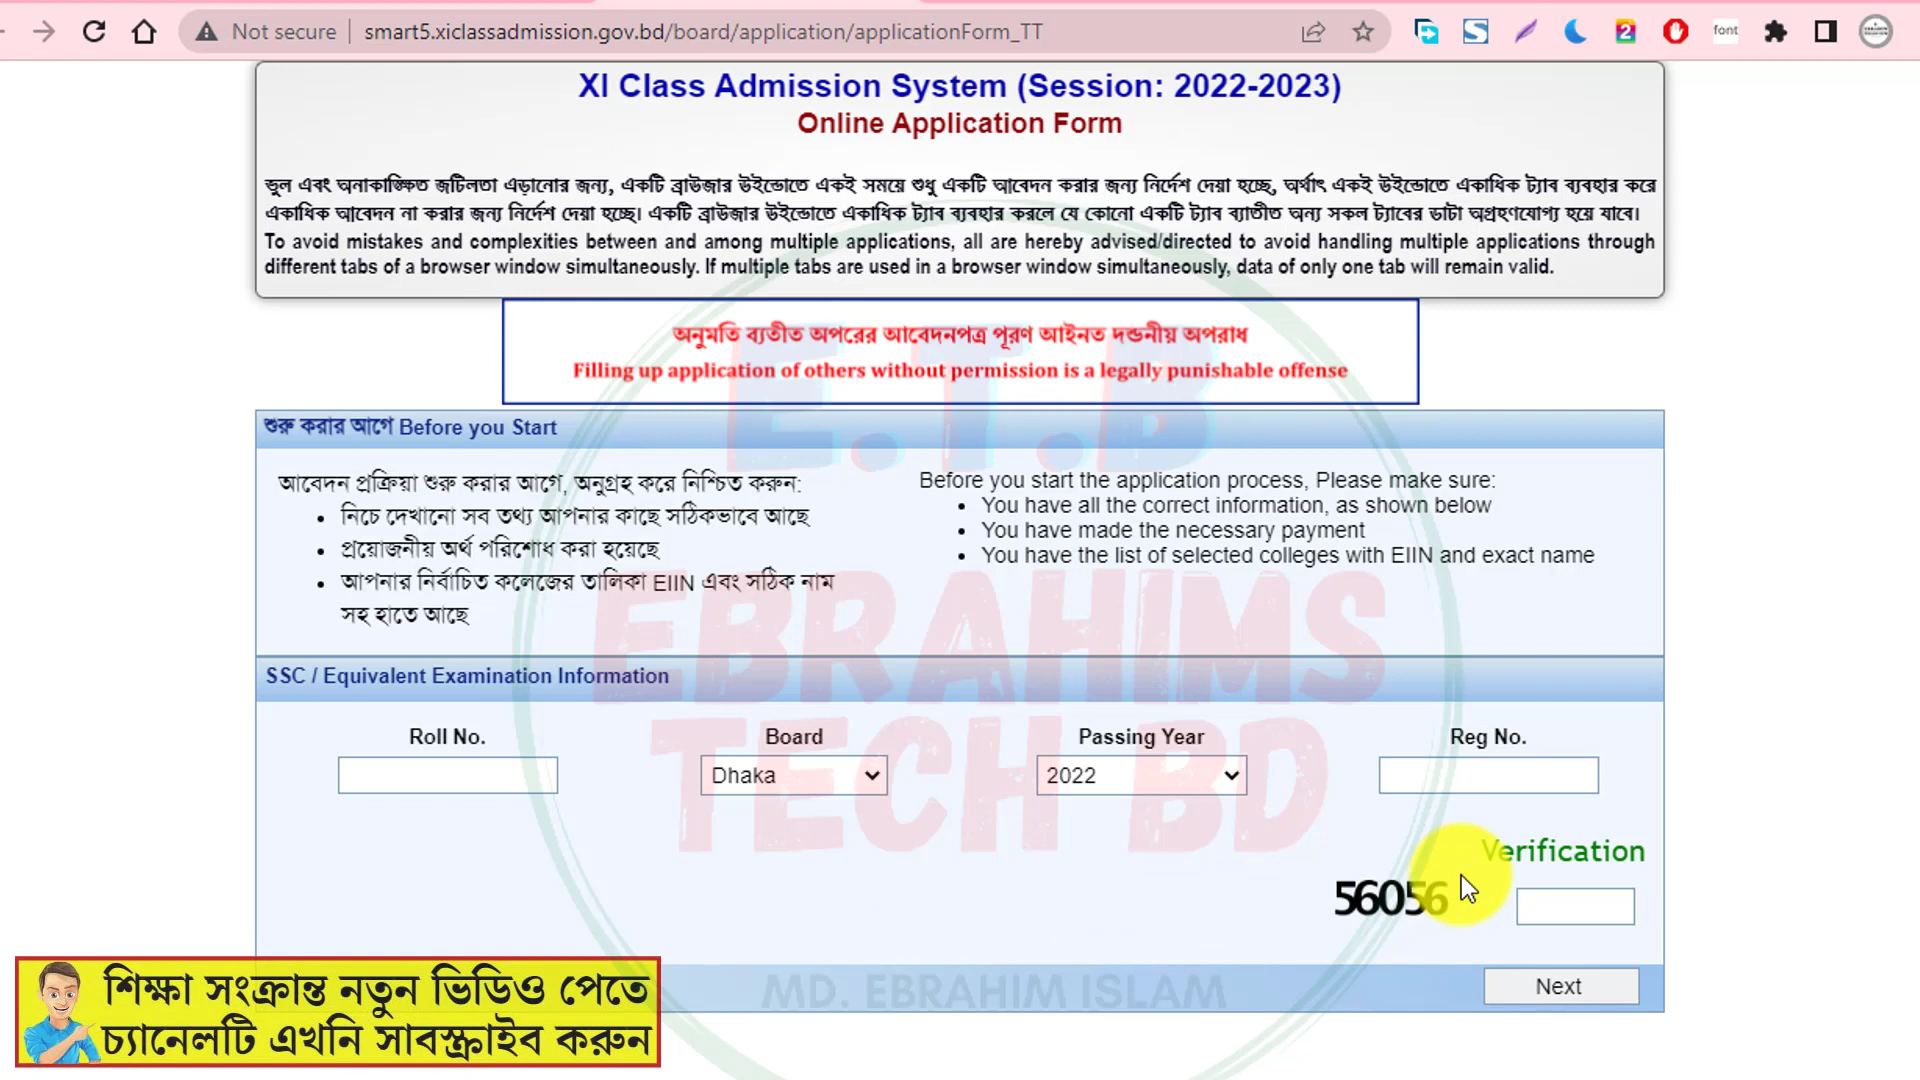 Not secure
smart5.xiclassadmission.gov.bd/board/application/applicationForm_TT
font
XI Class Admission System (Session: 2022-2023)
Online Application Form
ভুল এবং অনাকাঙ্ক্ষিত জটিলতা এড়ানোর জন্য, একটি ব্রাউজার উইন্ডোতে একই সময়ে শুধু একটি আবেদন করার জন্য নির্দেশ দেয়া হচ্ছে, অর্থাৎ একই উইন্ডোতে একাধিক ট্যাব ব্যবহার করে
একাধিক আবেদন না করার জন্য নির্দেশ দেয়া হচ্ছে। একটি ব্রাউজার উইন্ডোতে একাধিক ট্যাব ব্যবহার করলে যে কোনো একটি ট্যাব ব্যাতীত অন্য সকল ট্যাবের ডাটা অগ্রহণযোগ্য হয়ে যাবে।
To avoid mistakes and complexities between and among multiple applications, all are hereby advised/directed to avoid handling multiple applications through
different tabs of a browser window simultaneously. If multiple tabs are used in a browser window simultaneously, data of only one tab will remain valid.
অনুমতি ব্যতীত অপরের আবেদনপত্র পূরণ আইনত দন্ডনীয় অপরাধ
Filling up application of others without permission is a legally punishable offense
E.T.B
শুরু করার আগে Before you Start
আবেদন প্রক্রিয়া শুরু করার আগে, অনুগ্রহ করে নিশ্চিত করুন:
• নিচে দেখানো সব তথ্য আপনার কাছে সঠিকভাবে আছে
• প্রয়োজনীয় অর্থ পরিশোধ করা হয়েছে
• আপনার নির্বাচিত কলেজের তালিকা EIIN এবং সঠিক নাম
সহ হাতে আছে
Before you start the application process, Please make sure:
• You have all the correct information, as shown below
• You have made the necessary payment
• You have the list of selected colleges with EIIN and exact name
EBRAHIMS
TECH BD
SSC / Equivalent Examination Information
Roll No. Board Passing Year Reg No.
Dhaka 2022
Verification
56056
Next
MD. EBRAHIM ISLAM
শিক্ষা সংক্রান্ত নতুন ভিডিও পেতে
চ্যানেলটি এখনি সাবস্ক্রাইব করুন